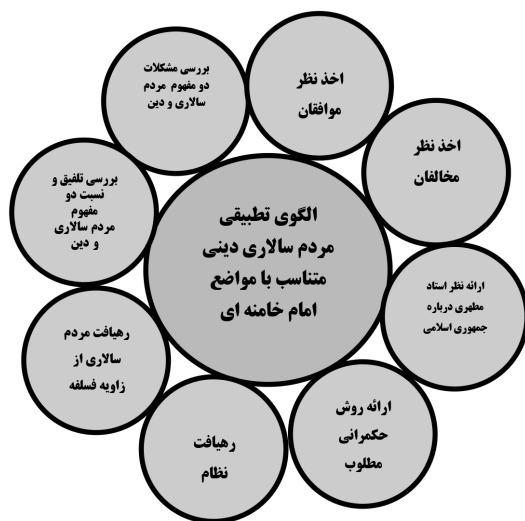 الگوی تطبیقی
مردم سالاری دینی
متناسب با مواضع
امام خامنه ای
اخذ نظر
موافقان
اخذ نظر
مخالفان
ارائه نظر استاد
مطهری درباره
جمهوری اسلامی
ارائه روش
حکمرانی
مطلوب
رهیافت
نظام
رهیافت مردم
سالاری از
زاویه فسلفه
بررسی تلفیق و
نسبت دو
مفهوم
مردم سالاری
و دین
بررسی مشکلات
دو مفهوم مردم
سالاری و دین